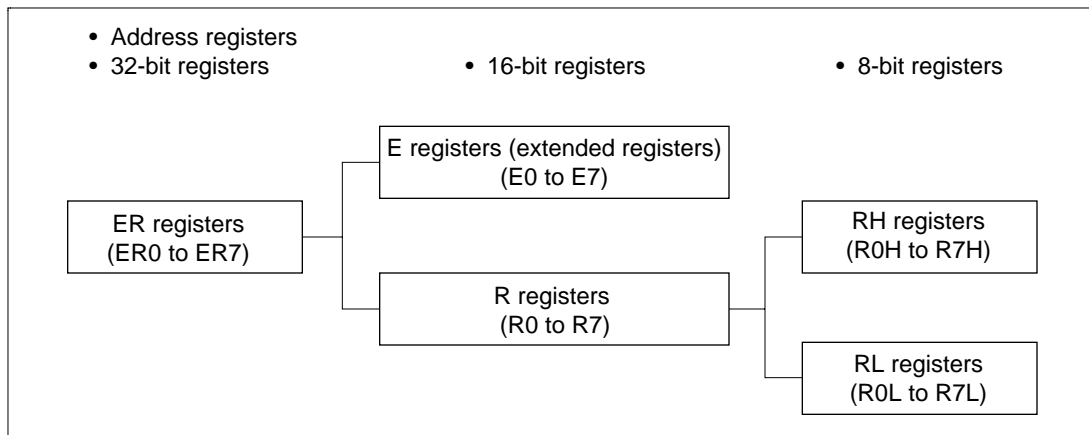 • Address registers
• 32-bit registers
• 16-bit registers
• 8-bit registers
E registers (extended registers)
(E0 to E7)
ER registers
(ER0 to ER7)
RH registers
(R0H to R7H)
R registers
(R0 to R7)
RL registers
(R0L to R7L)